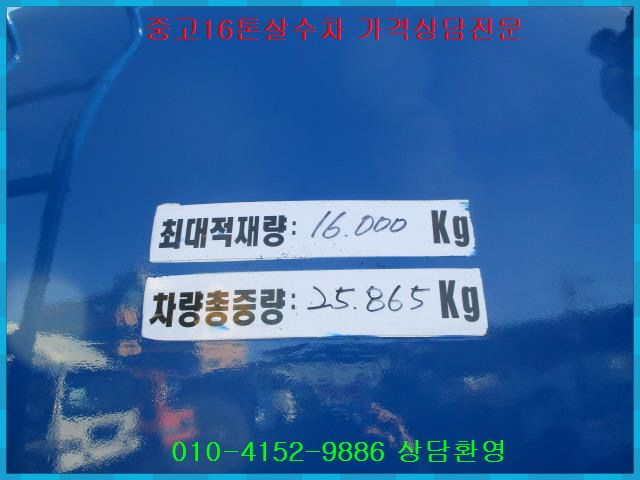 중고16톤살수차 가격상담전문
최대적재량: 16.000 Kg
차량총중량: 25.865 Kg
010-4152-9886 상담환영